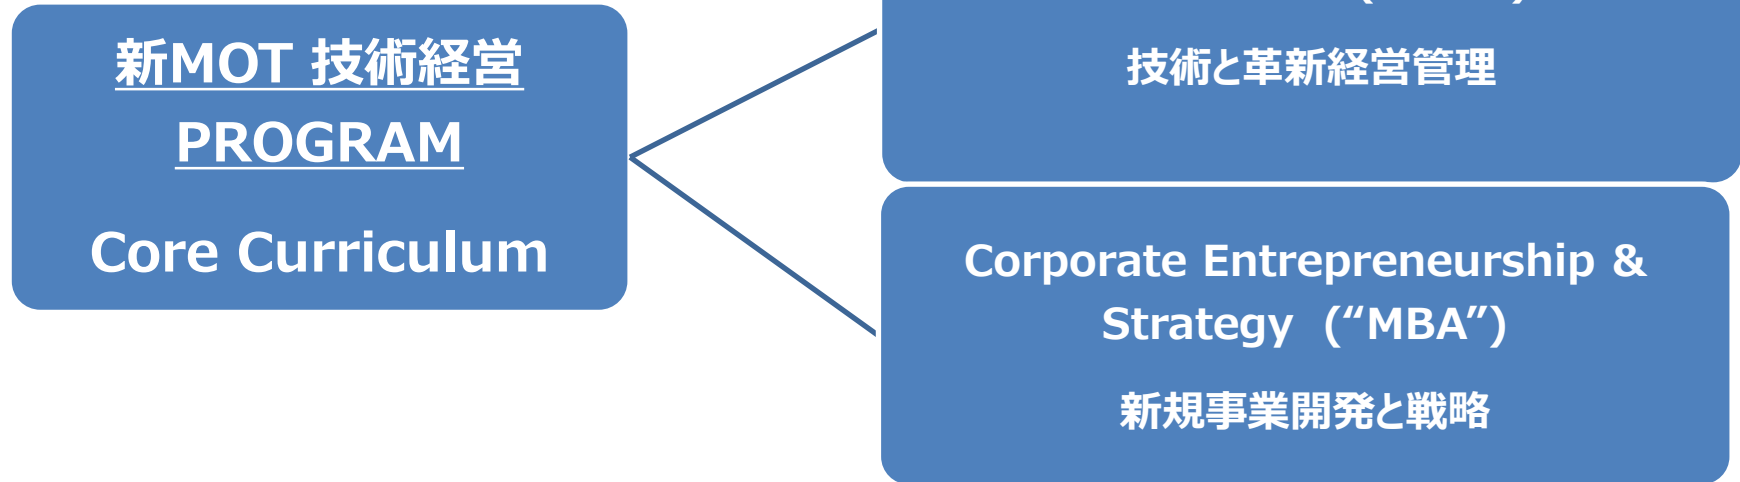 新MOT 技術経営
PROGRAM
Core Curriculum
技術と革新経営管理
Corporate Entrepreneurship &
Strategy (“MBA”)
新規事業開発と戦略